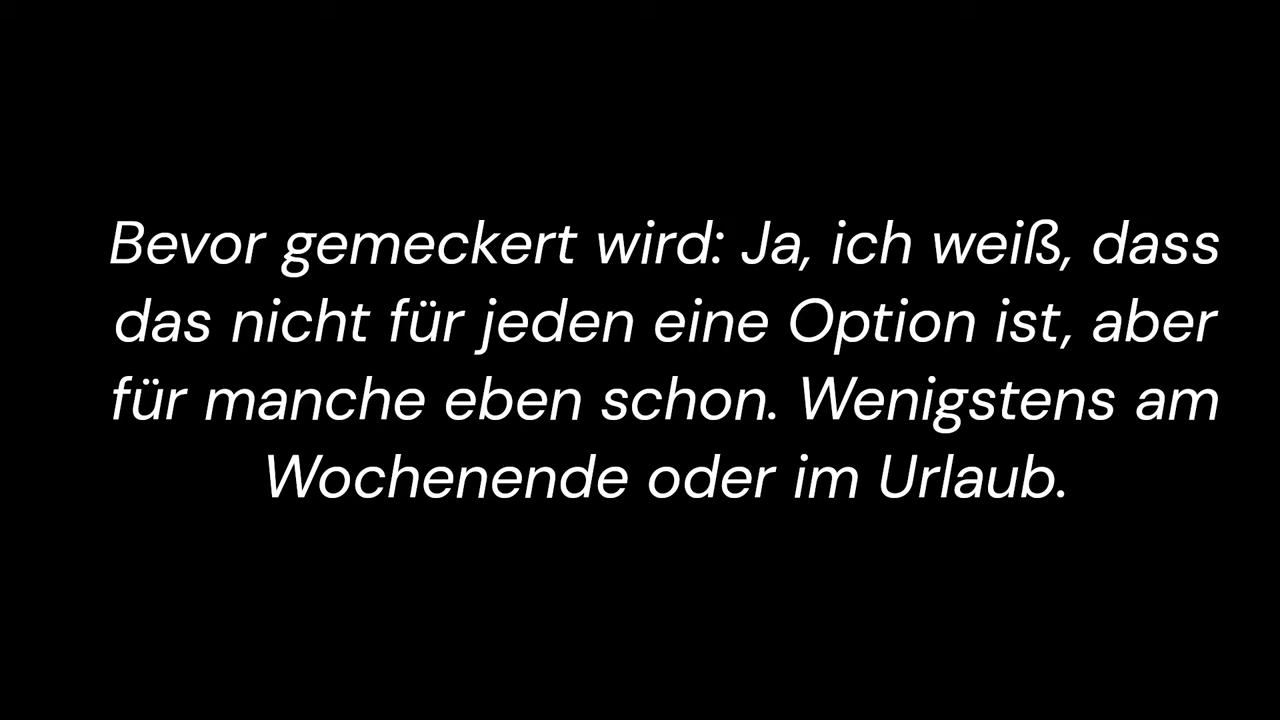 Bevor gemeckert wird: Ja, ich weiß, dass
das nicht für jeden eine Option ist, aber
für manche eben schon. Wenigstens am
Wochenende oder im Urlaub.